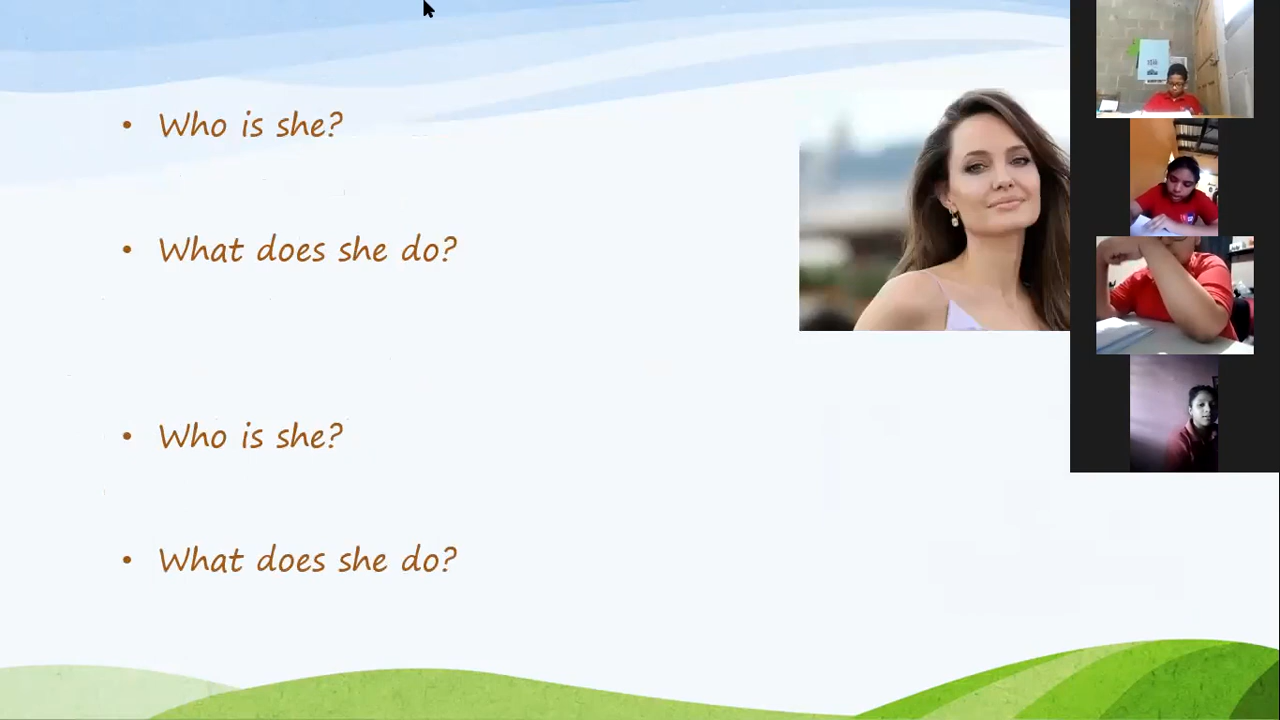 • Who is she?
• What does she do?
• Who is she?
• What does she do?